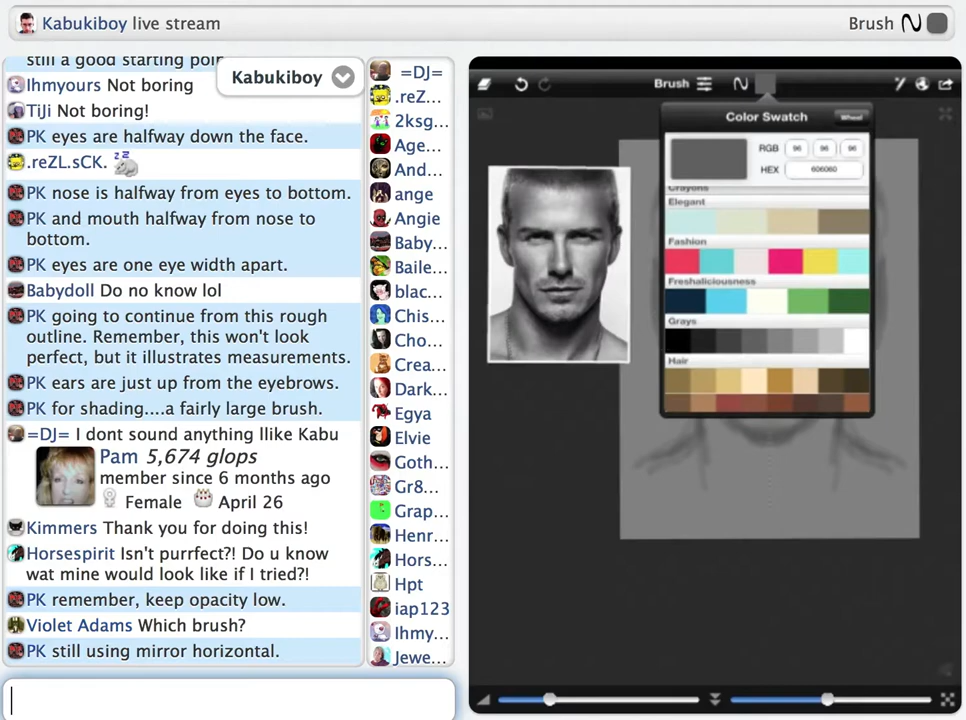 Kabukiboy live stream
Brush
still a good starting poin
Kabukiboy
Ihmyours Not boring
TiJi Not boring!
PK eyes are halfway down the face.
.reZL.sCK.
PK nose is halfway from eyes to bottom.
PK and mouth halfway from nose to
bottom.
PK eyes are one eye width apart.
Babydoll Do no know lol
PK going to continue from this rough
outline. Remember, this won't look
perfect, but it illustrates measurements.
PK ears are just up from the eyebrows.
PK for shading....a fairly large brush.
=DJ= I dont sound anything llike Kabu
Pam 5,674 glops
member since 6 months ago
Female April 26
Kimmers Thank you for doing this!
Horsespirit Isn't purrfect?! Do u know
wat mine would look like if I tried?!
PK remember, keep opacity low.
Violet Adams Which brush?
PK still using mirror horizontal.
=DJ=
.reZ...
2ksg...
Age...
And...
ange
Angie
Baby...
Baile...
blac...
Chis...
Cho...
Crea...
Dark...
Egya
Elvie
Goth...
Gr8...
Grap...
Henr...
Hors...
Hpt
iap123
Ihmy...
Jewe...
Brush
Color Swatch
Wheel
RGB 96 96 96
HEX 606060
Crayons
Elegant
Fashion
Freshaliciousness
Grays
Hair